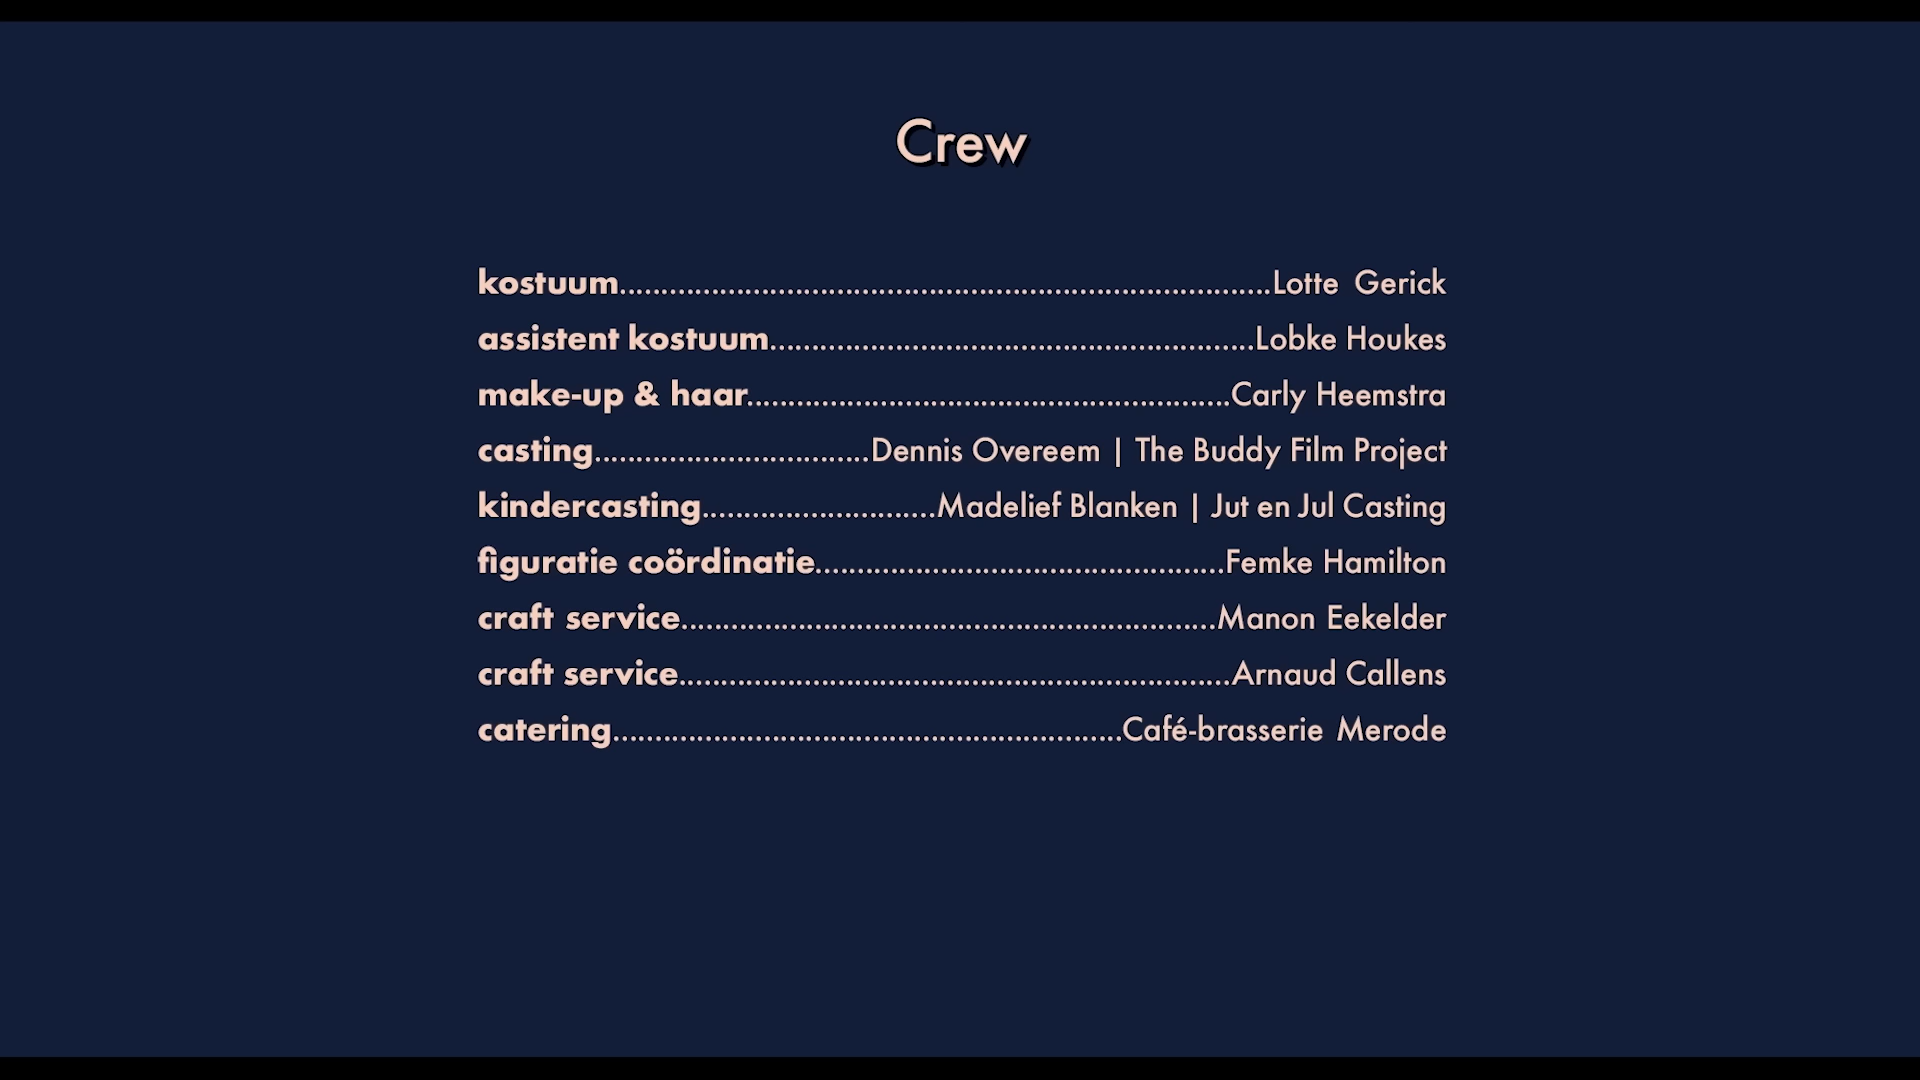 Crew
kostuum...............................................................................Lotte Gerick
assistent kostuum..........................................................Lobke Houkes
make-up & haar..........................................................Carly Heemstra
casting.................................Dennis Overeem | The Buddy Film Project
kindercasting............................Madelief Blanken | Jut en Jul Casting
figuratie coördinatie.................................................Femke Hamilton
craft service................................................................Manon Eekelder
craft service..................................................................Arnaud Callens
catering.............................................................Café-brasserie Merode